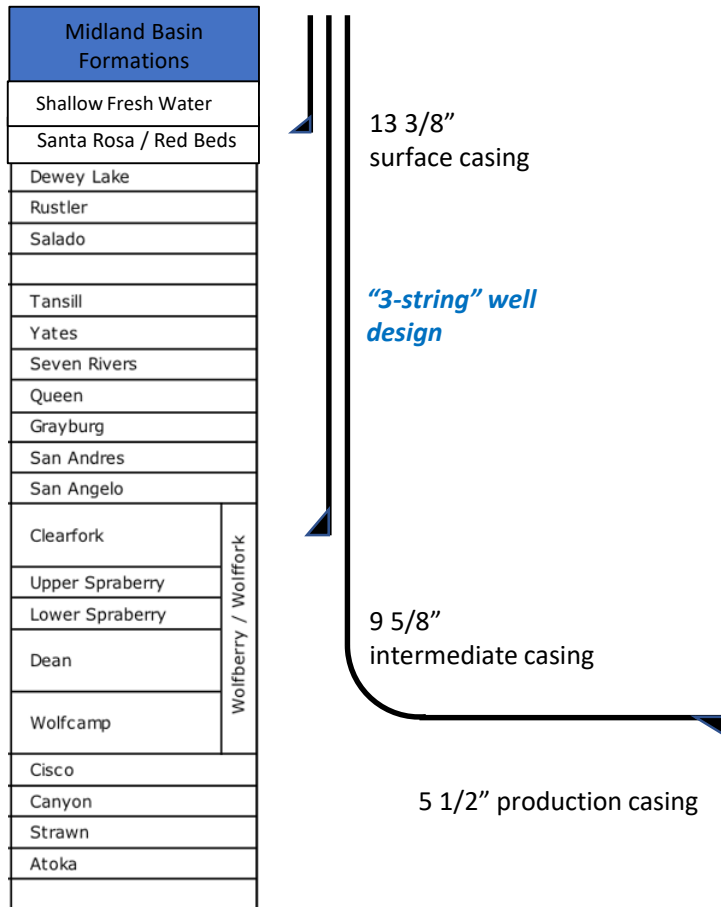 Midland Basin
Formations
Shallow Fresh Water
Santa Rosa / Red Beds
Dewey Lake
Rustler
Salado
Tansill
Yates
Seven Rivers
Queen
Grayburg
San Andres
San Angelo
Clearfork
Upper Spraberry
Lower Spraberry
Dean
Wolfcamp
Wolfberry / Wolffork
Cisco
Canyon
Strawn
Atoka
13 3/8”
surface casing
“3-string” well
design
9 5/8”
intermediate casing
5 1/2” production casing